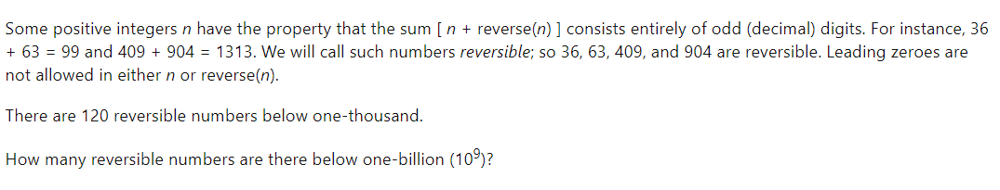 Some positive integers n have the property that the sum [ n + reverse(n) ] consists entirely of odd (decimal) digits. For instance, 36
+ 63 = 99 and 409 + 904 = 1313. We will call such numbers reversible; so 36, 63, 409, and 904 are reversible. Leading zeroes are
not allowed in either n or reverse(n).
There are 120 reversible numbers below one-thousand.
How many reversible numbers are there below one-billion (10⁹)?